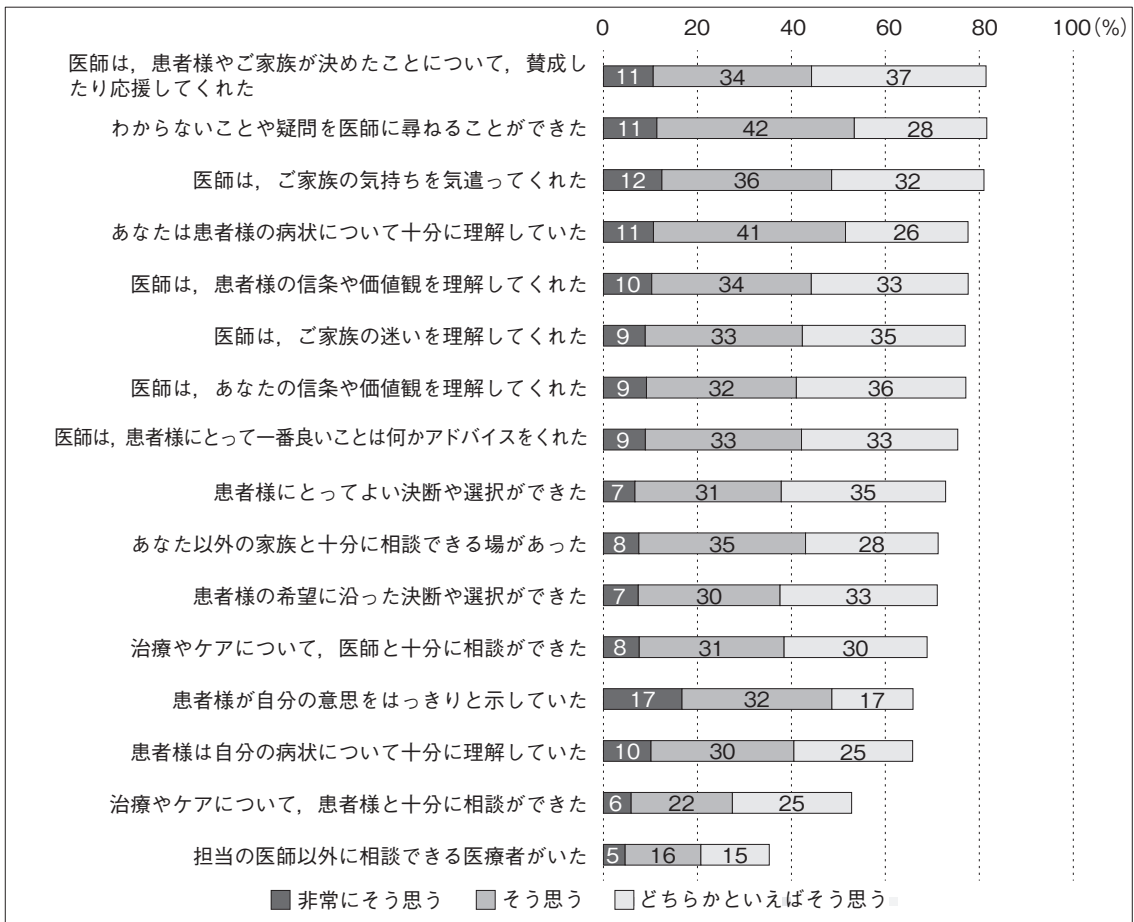 0 20 40 60 80 100(%)
医師は，患者様やご家族が決めたことについて，賛成し
たり応援してくれた
11 34 37
わからないことや疑問を医師に尋ねることができた 11 42 28
医師は，ご家族の気持ちを気遣ってくれた 12 36 32
あなたは患者様の病状について十分に理解していた 11 41 26
医師は，患者様の信条や価値観を理解してくれた 10 34 33
医師は，ご家族の迷いを理解してくれた 9 33 35
医師は，あなたの信条や価値観を理解してくれた 9 32 36
医師は，患者様にとって一番良いことは何かアドバイスをくれた 9 33 33
患者様にとってよい決断や選択ができた 7 31 35
あなた以外の家族と十分に相談できる場があった 8 35 28
患者様の希望に沿った決断や選択ができた 7 30 33
治療やケアについて，医師と十分に相談ができた 8 31 30
患者様が自分の意思をはっきりと示していた 17 32 17
患者様は自分の病状について十分に理解していた 10 30 25
治療やケアについて，患者様と十分に相談ができた 6 22 25
担当の医師以外に相談できる医療者がいた 5 16 15
非常にそう思う そう思う どちらかといえばそう思う